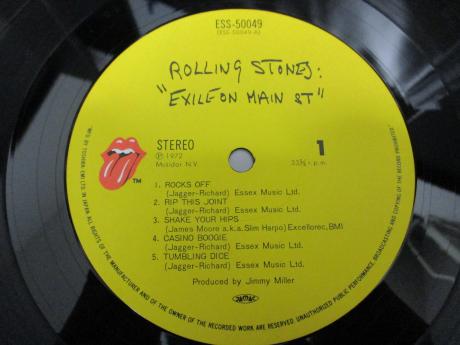 ESS-50049
(ESS-50049-A)
ROLLING STONES:
"EXILE ON MAIN ST"
STEREO
℗ 1972
Musidor N.V.
1
33⅓ r.p.m.
1. ROCKS OFF
(Jagger-Richard) Essex Music Ltd.
2. RIP THIS JOINT
(Jagger-Richard) Essex Music Ltd.
3. SHAKE YOUR HIPS
(James Moore a.k.a. Slim Harpo) Excellorec, BMI
4. CASINO BOOGIE
(Jagger-Richard) Essex Music Ltd.
5. TUMBLING DICE
(Jagger-Richard) Essex Music Ltd.
Produced by Jimmy Miller
MF'D BY TOSHIBA EMI LTD. IN JAPAN ALL RIGHTS OF THE MANUFACTURER AND OF THE OWNER OF THE RECORDED WORK ARE RESERVED UNAUTHORIZED PUBLIC PERFORMANCE, BROADCASTING AND COPYING OF THE RECORD PROHIBITED